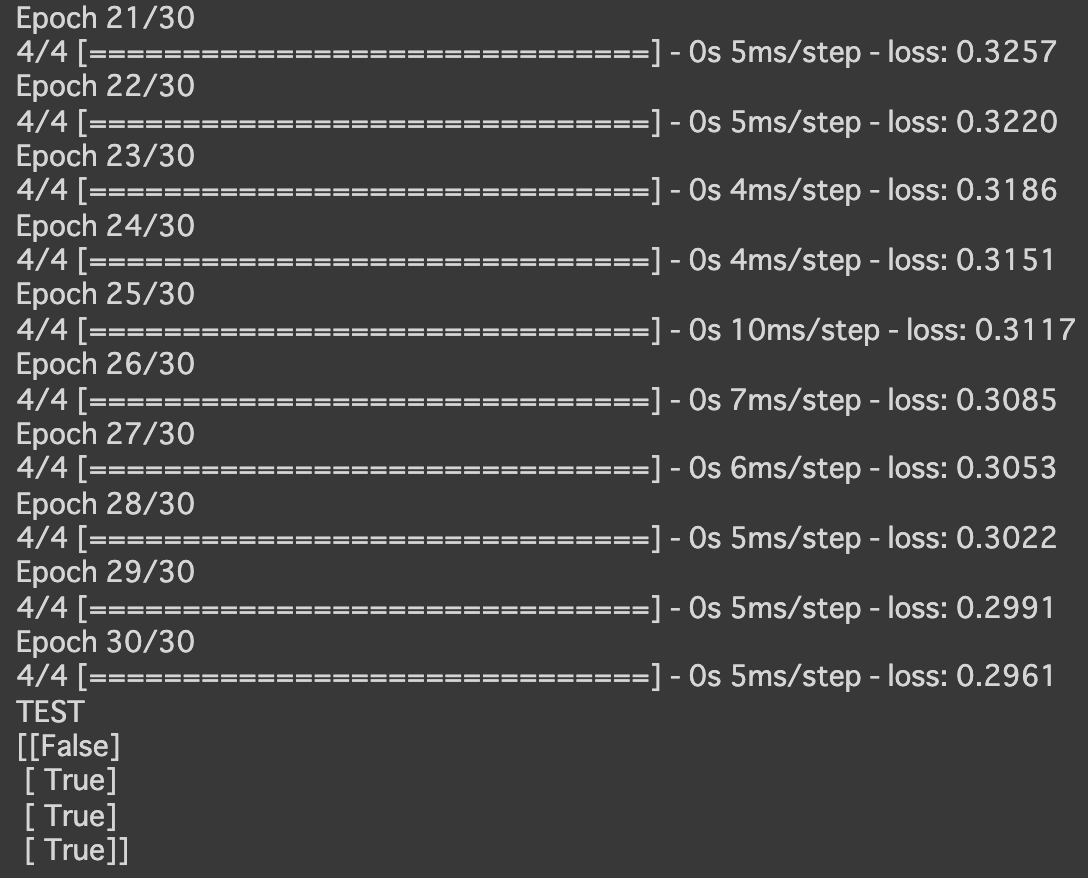 Epoch 21/30
4/4 [==============================] - 0s 5ms/step - loss: 0.3257
Epoch 22/30
4/4 [==============================] - 0s 5ms/step - loss: 0.3220
Epoch 23/30
4/4 [==============================] - 0s 4ms/step - loss: 0.3186
Epoch 24/30
4/4 [==============================] - 0s 4ms/step - loss: 0.3151
Epoch 25/30
4/4 [==============================] - 0s 10ms/step - loss: 0.3117
Epoch 26/30
4/4 [==============================] - 0s 7ms/step - loss: 0.3085
Epoch 27/30
4/4 [==============================] - 0s 6ms/step - loss: 0.3053
Epoch 28/30
4/4 [==============================] - 0s 5ms/step - loss: 0.3022
Epoch 29/30
4/4 [==============================] - 0s 5ms/step - loss: 0.2991
Epoch 30/30
4/4 [==============================] - 0s 5ms/step - loss: 0.2961
TEST
[[False]
 [ True]
 [ True]
 [ True]]